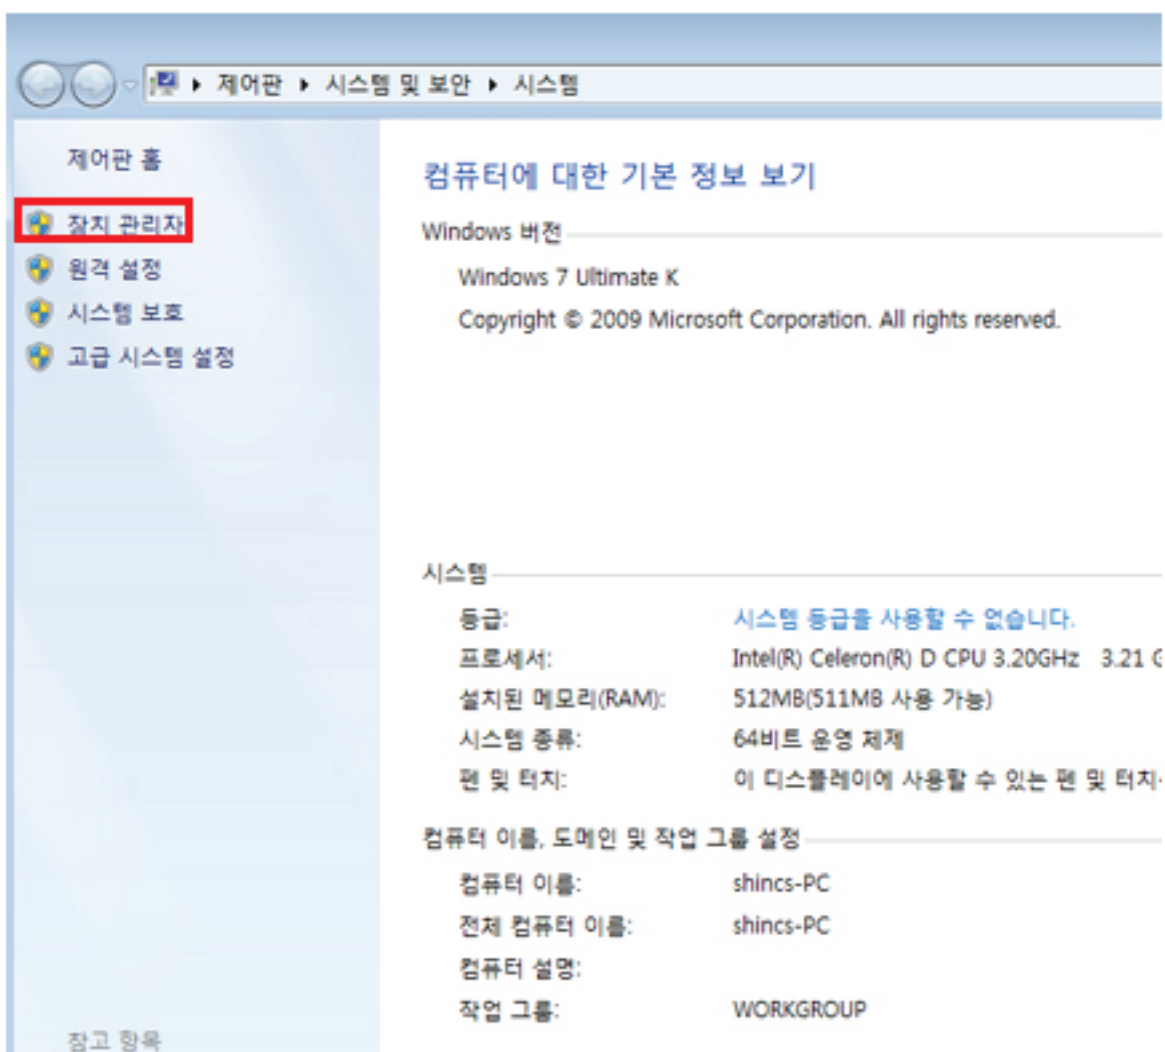 제어판 ▸ 시스템 및 보안 ▸ 시스템
제어판 홈
장치 관리자
원격 설정
시스템 보호
고급 시스템 설정
컴퓨터에 대한 기본 정보 보기
Windows 버전
Windows 7 Ultimate K
Copyright © 2009 Microsoft Corporation. All rights reserved.
시스템
등급: 시스템 등급을 사용할 수 없습니다.
프로세서: Intel(R) Celeron(R) D CPU 3.20GHz 3.21 G
설치된 메모리(RAM): 512MB(511MB 사용 가능)
시스템 종류: 64비트 운영 체제
펜 및 터치: 이 디스플레이에 사용할 수 있는 펜 및 터치
컴퓨터 이름, 도메인 및 작업 그룹 설정
컴퓨터 이름: shincs-PC
전체 컴퓨터 이름: shincs-PC
컴퓨터 설명:
작업 그룹: WORKGROUP
참고 항목